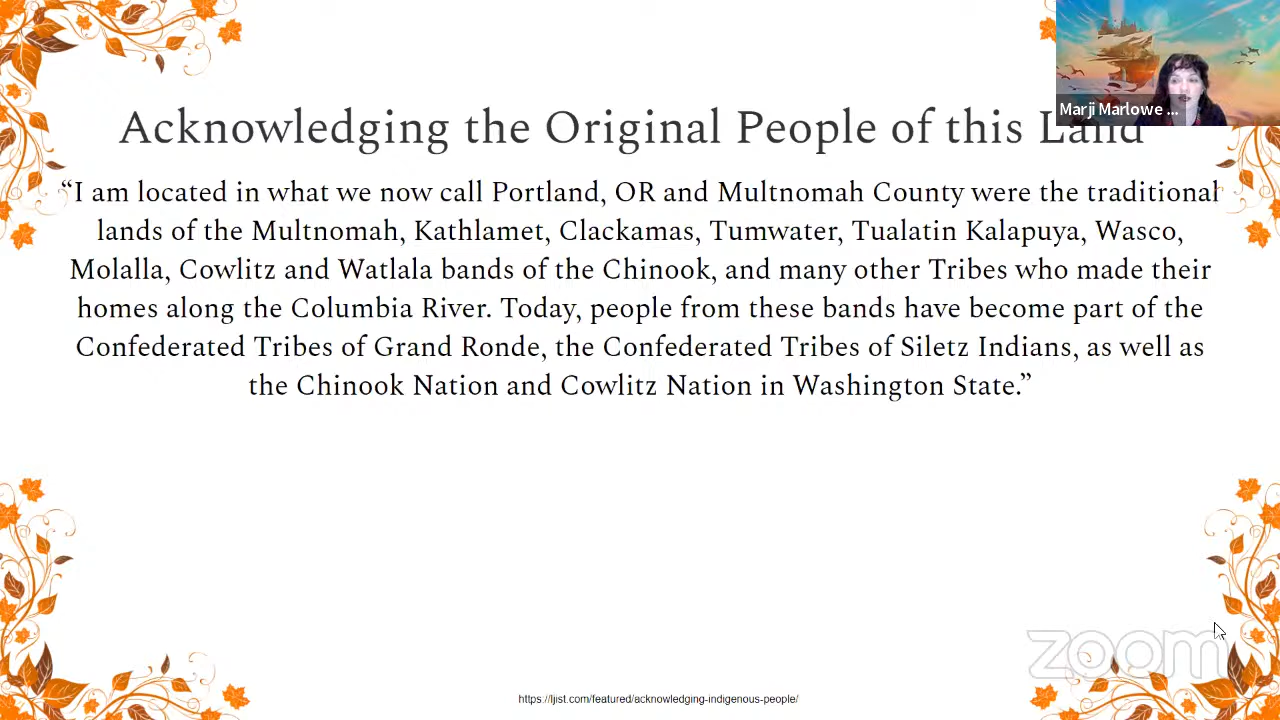 Marji Marlowe ...
Acknowledging the Original People of this Land
“I am located in what we now call Portland, OR and Multnomah County were the traditional
lands of the Multnomah, Kathlamet, Clackamas, Tumwater, Tualatin Kalapuya, Wasco,
Molalla, Cowlitz and Watlala bands of the Chinook, and many other Tribes who made their
homes along the Columbia River. Today, people from these bands have become part of the
Confederated Tribes of Grand Ronde, the Confederated Tribes of Siletz Indians, as well as
the Chinook Nation and Cowlitz Nation in Washington State.”
zoom
https://ljist.com/featured/acknowledging-indigenous-people/